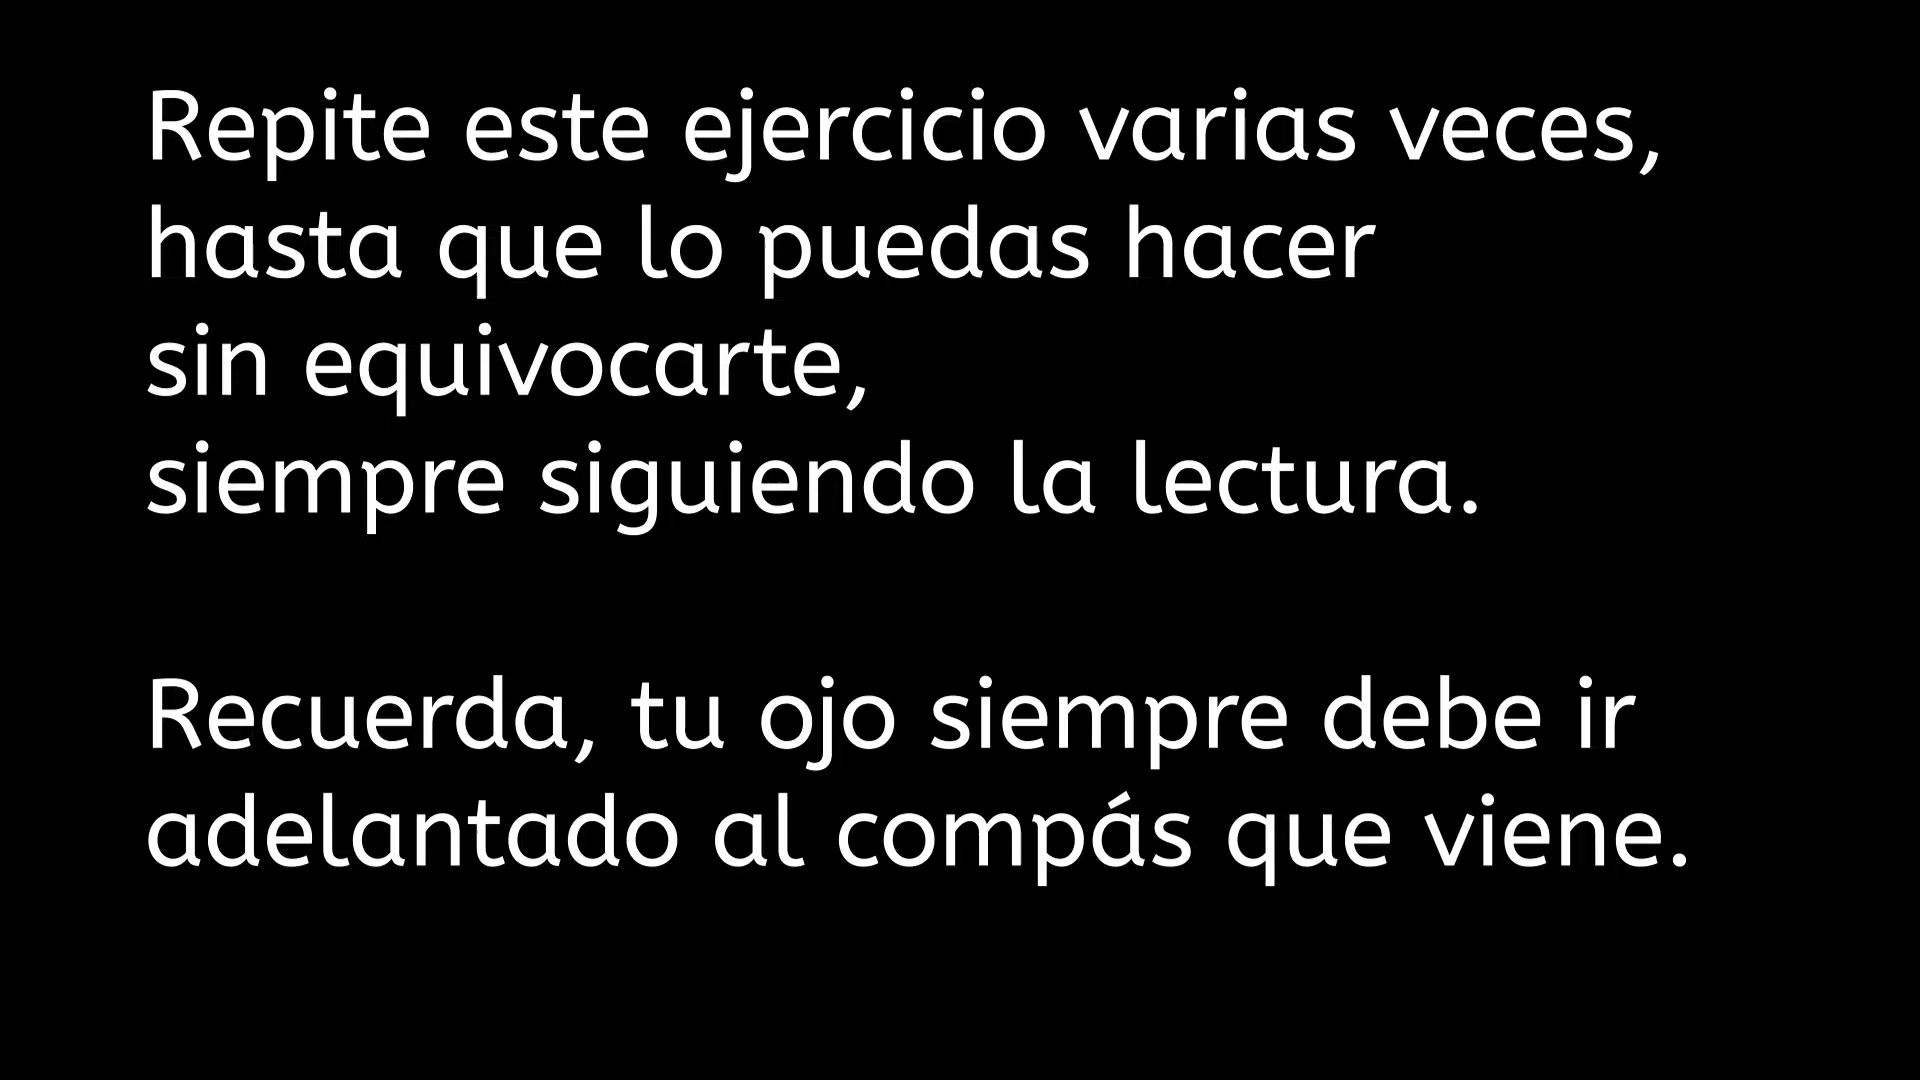 Repite este ejercicio varias veces,
hasta que lo puedas hacer
sin equivocarte,
siempre siguiendo la lectura.
Recuerda, tu ojo siempre debe ir
adelantado al compás que viene.